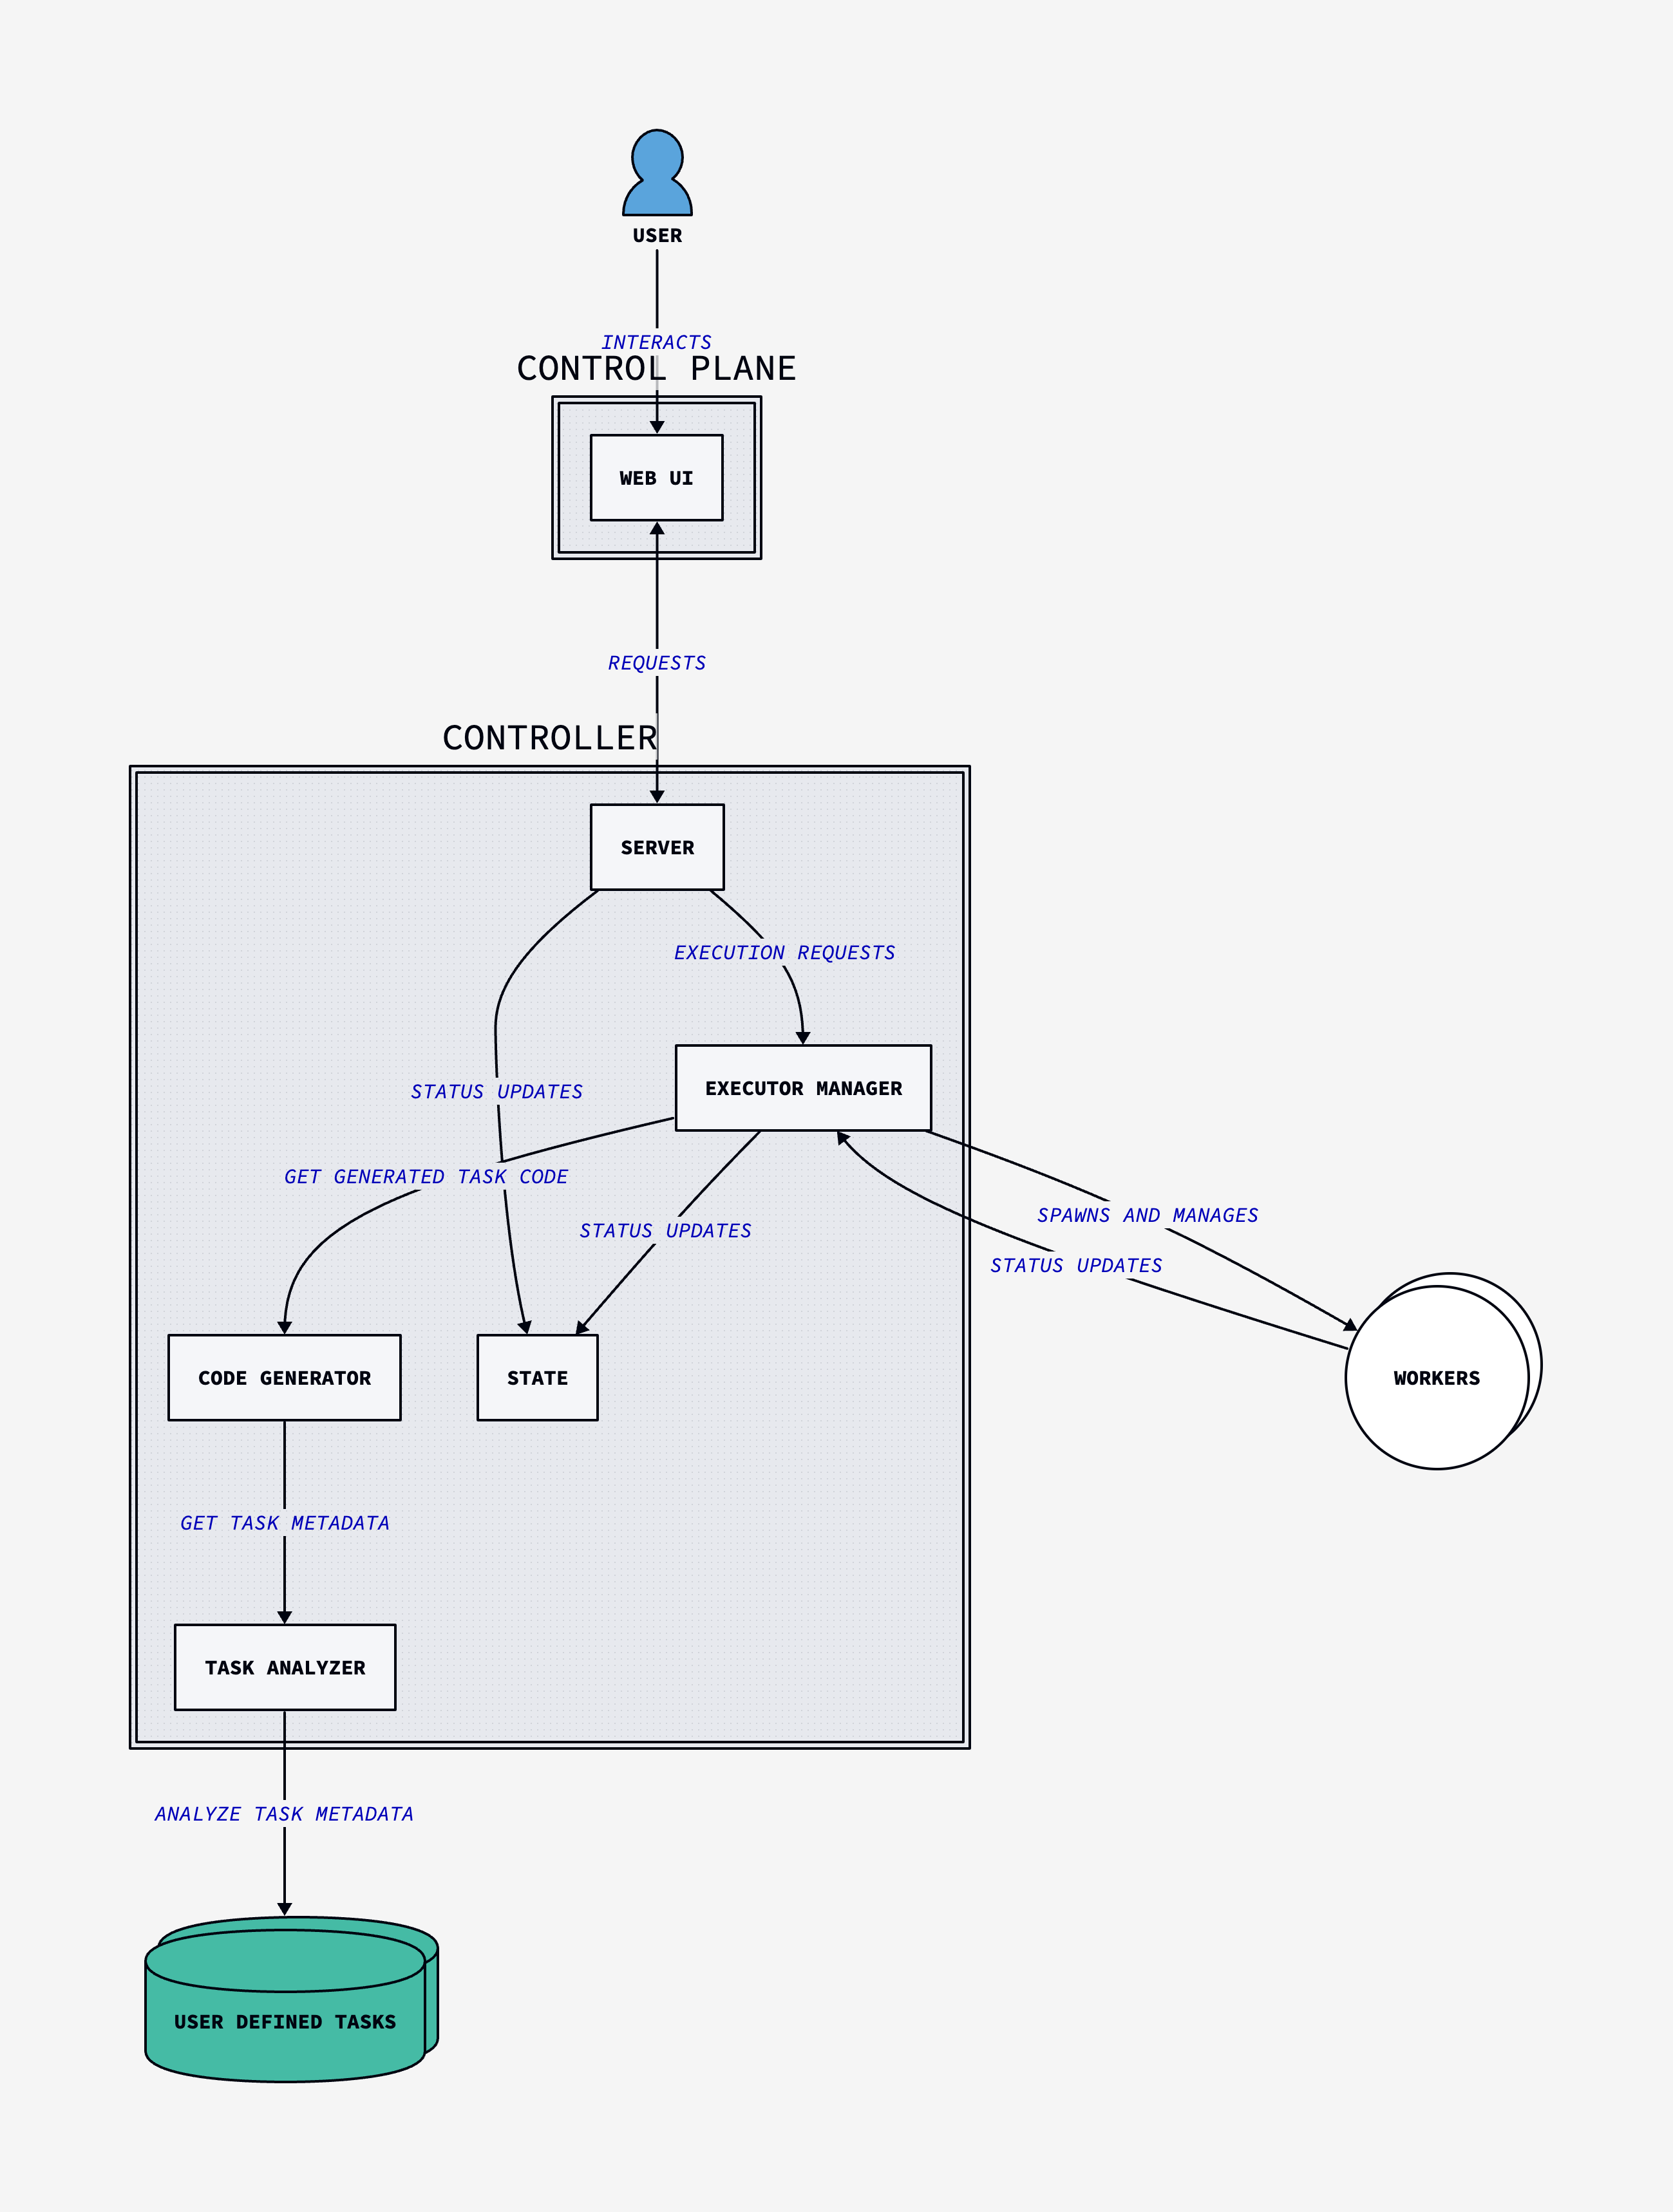 USER
INTERACTS
CONTROL PLANE
WEB UI
REQUESTS
CONTROLLER
SERVER
EXECUTION REQUESTS
EXECUTOR MANAGER
STATUS UPDATES
GET GENERATED TASK CODE
STATUS UPDATES
SPAWNS AND MANAGES
STATUS UPDATES
CODE GENERATOR
STATE
WORKERS
GET TASK METADATA
TASK ANALYZER
ANALYZE TASK METADATA
USER DEFINED TASKS